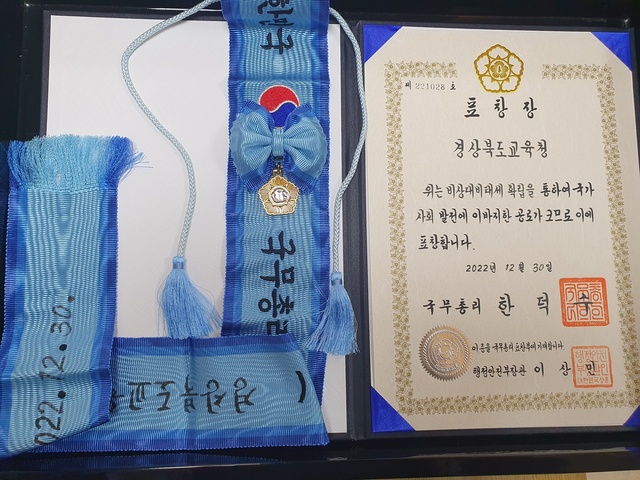 제 221028 호
표 창 장
경상북도교육청
위는 비상대비태세 확립을 통하여 국가
사회 발전에 이바지한 공로가 크므로 이에
표창합니다.
2022년 12월 30일
국무총리 한 덕 수
이 증을 국무총리 표창부에 기재합니다
행정안전부장관 이 상 민
국무총리
2022.12.30.
경상북도교